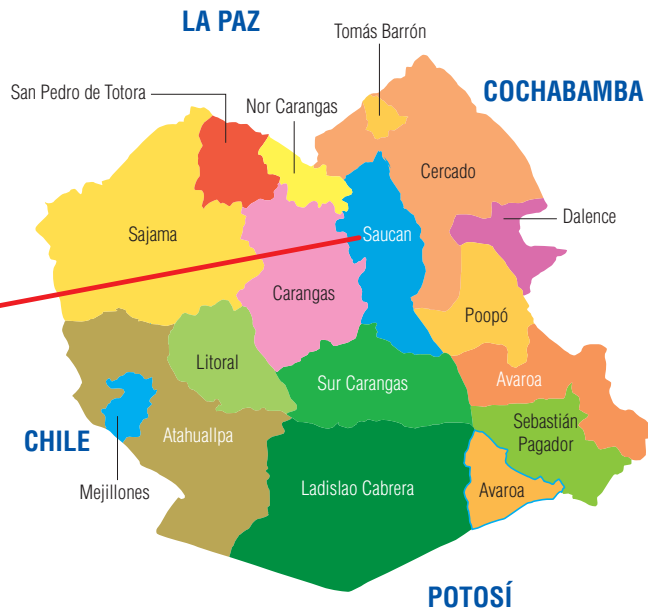 LA PAZ
Tomás Barrón
San Pedro de Totora
Nor Carangas
COCHABAMBA
Cercado
Dalence
Sajama
Saucan
Carangas
Poopó
Litoral
Sur Carangas
Avaroa
Sebastián
Pagador
CHILE
Atahuallpa
Mejillones
Ladislao Cabrera
Avaroa
POTOSÍ